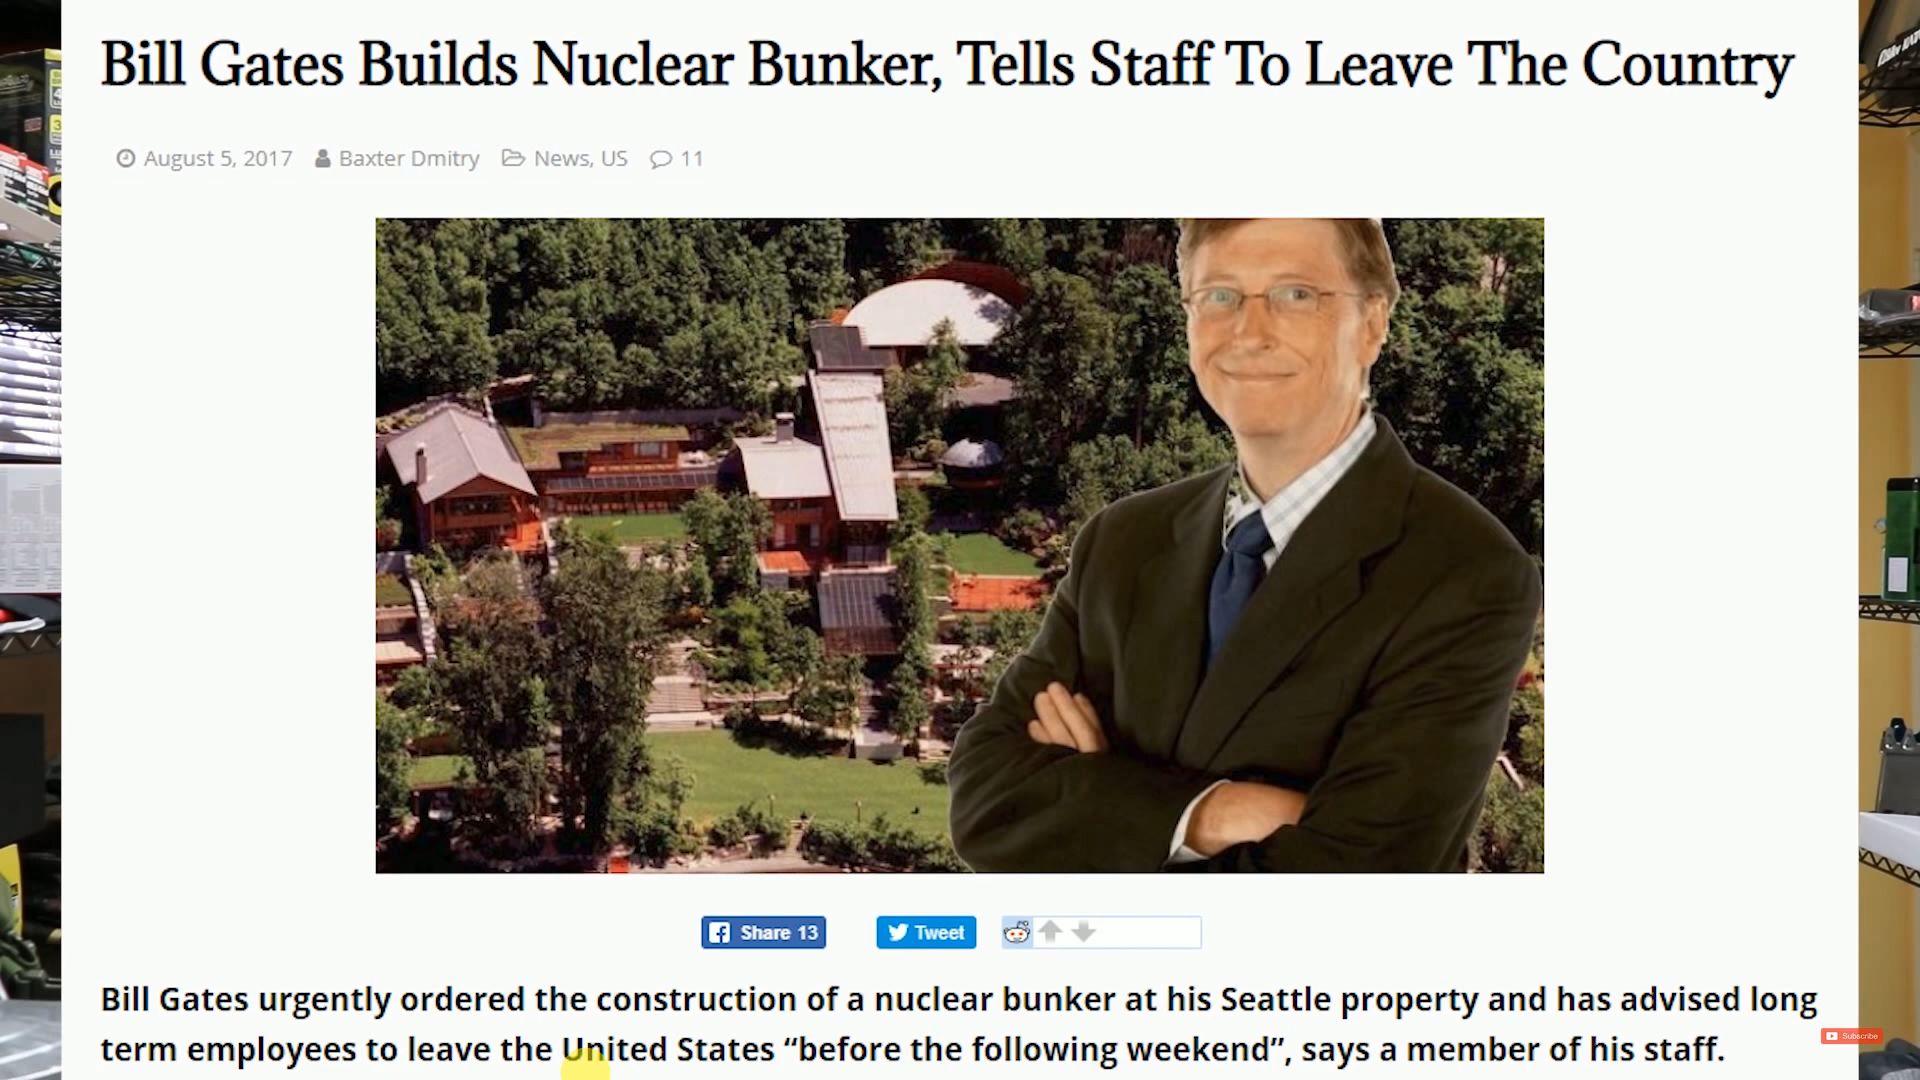 Bill Gates Builds Nuclear Bunker, Tells Staff To Leave The Country
August 5, 2017 Baxter Dmitry News, US 11
Share 13 Tweet
Bill Gates urgently ordered the construction of a nuclear bunker at his Seattle property and has advised long
term employees to leave the United States “before the following weekend”, says a member of his staff.
Subscribe